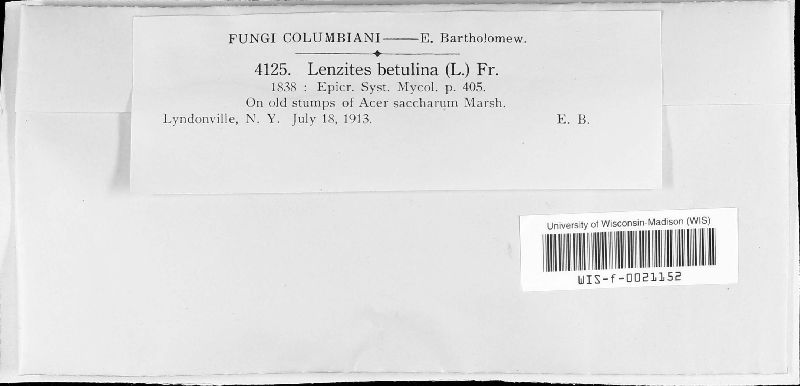 FUNGI COLUMBIANI——E. Bartholomew.
4125. Lenzites betulina (L.) Fr.
1838 : Epicr. Syst. Mycol. p. 405.
On old stumps of Acer saccharum Marsh.
Lyndonville, N. Y. July 18, 1913. E. B.
University of Wisconsin-Madison (WIS)
WIS-f-0021152